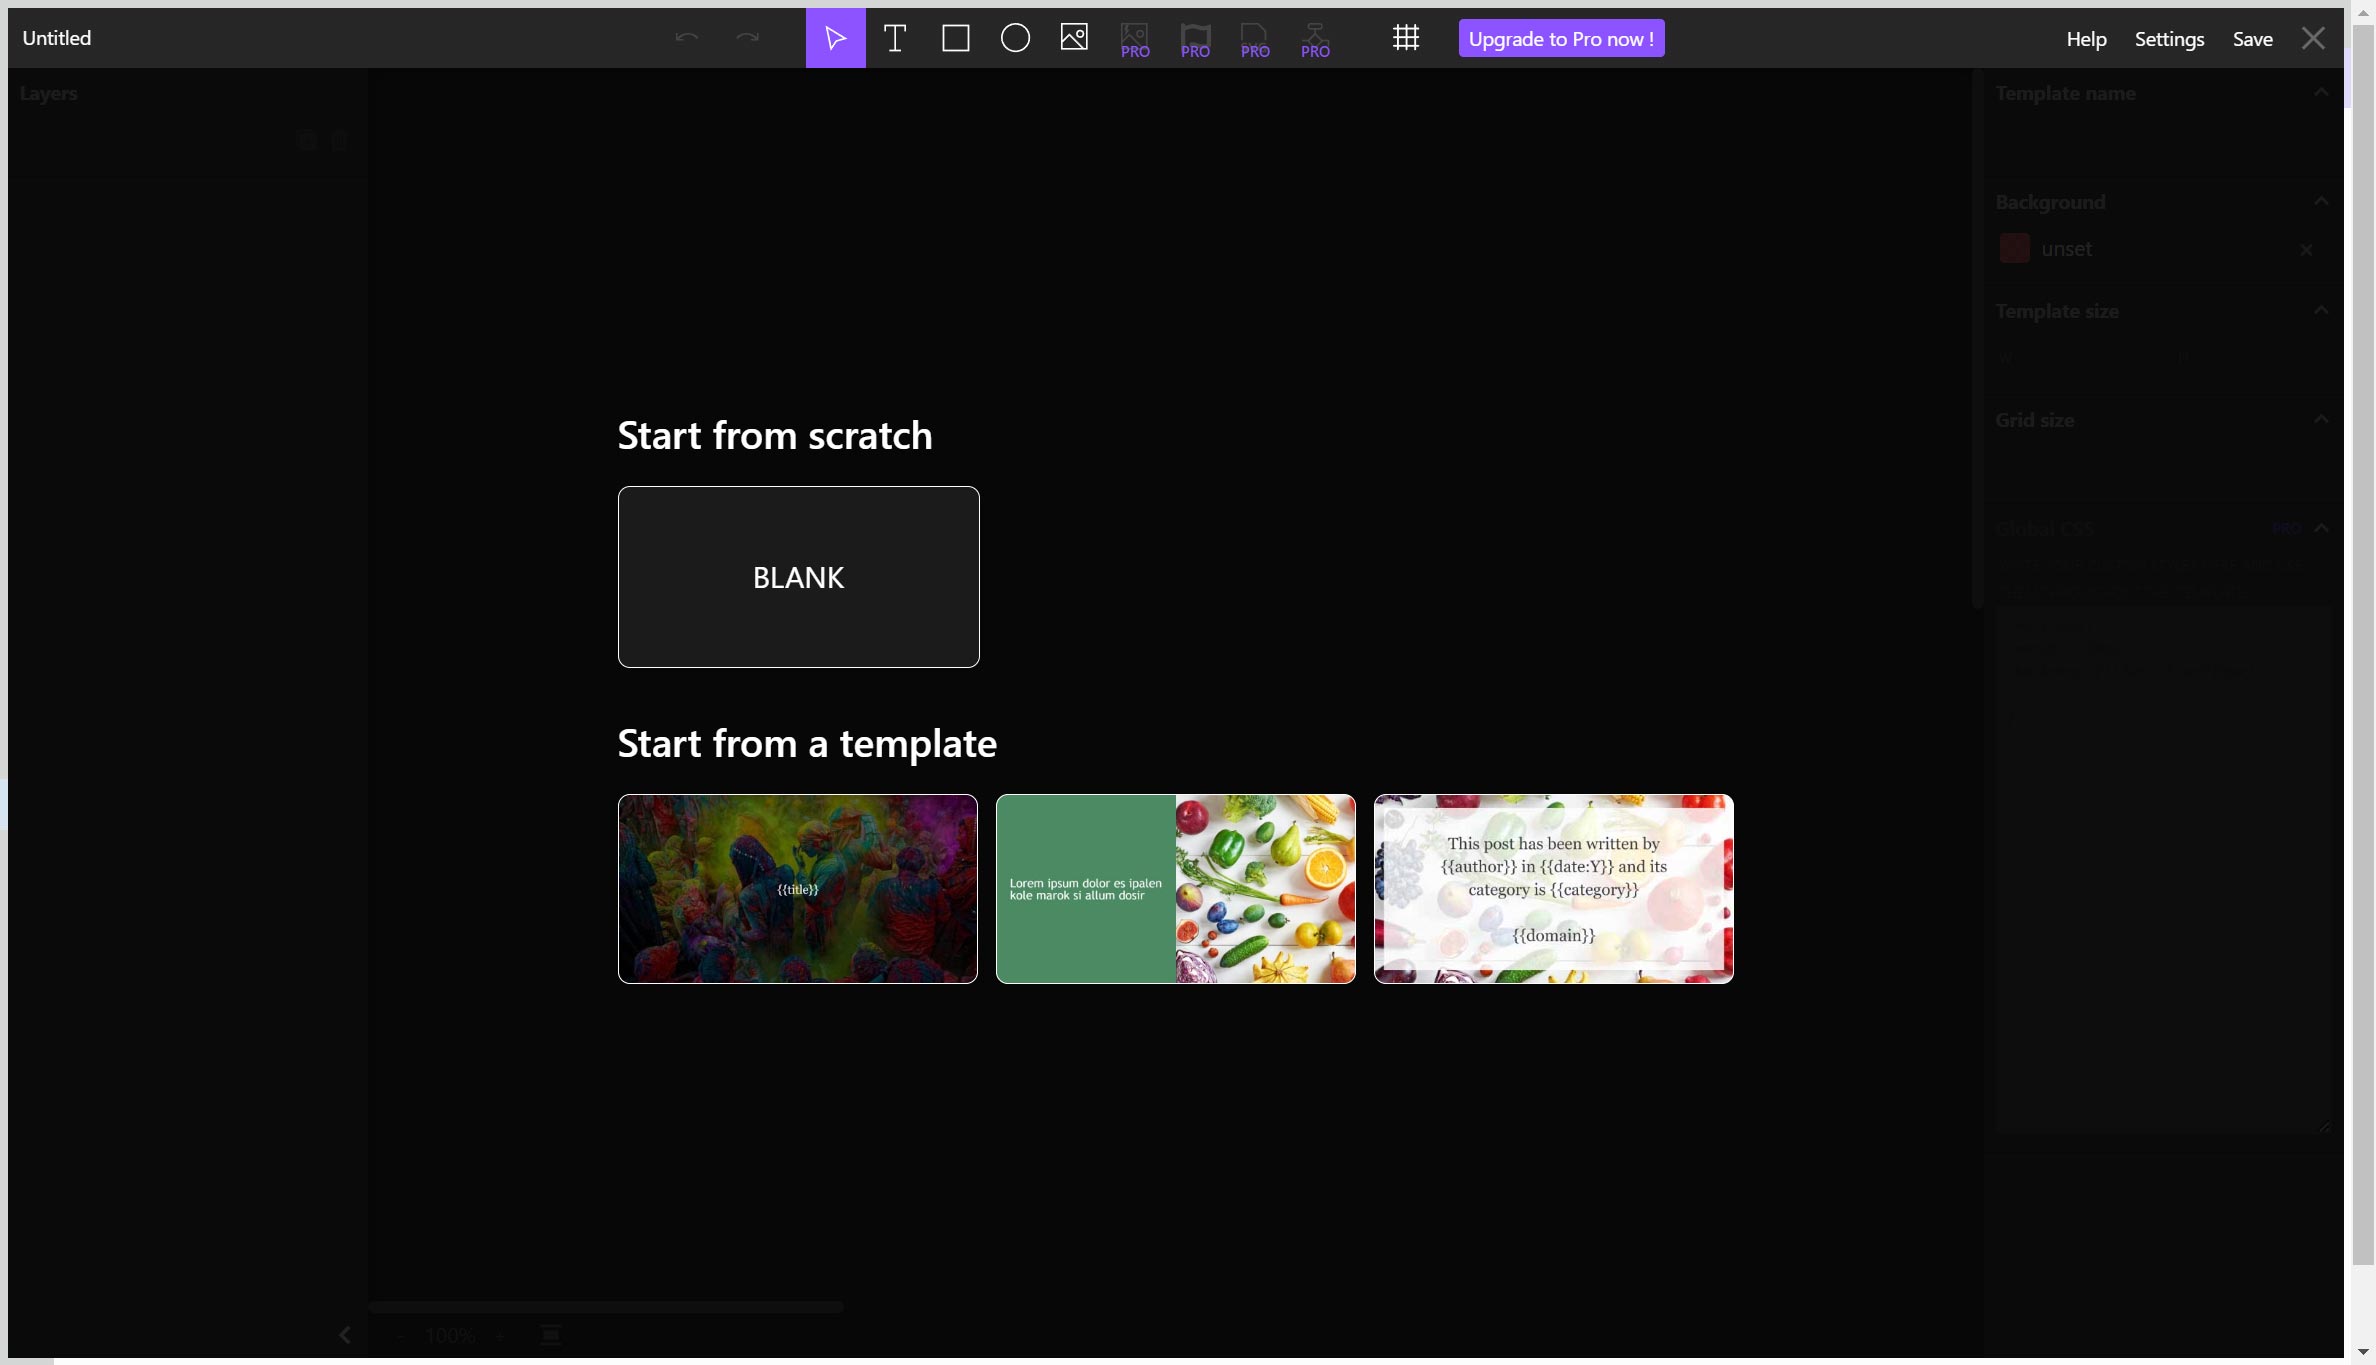 Untitled
PRO
PRO
PRO
PRO
Upgrade to Pro now !
Help
Settings
Save
Layers
Template name
Background
unset
Template size
W
H
Grid size
Global CSS
PRO
Start from scratch
BLANK
Start from a template
{{title}}
Lorem ipsum dolor es ipalen
kole marok si allum dosir
This post has been written by
{{author}} in {{date:Y}} and its
category is {{category}}
{{domain}}
- 100% +